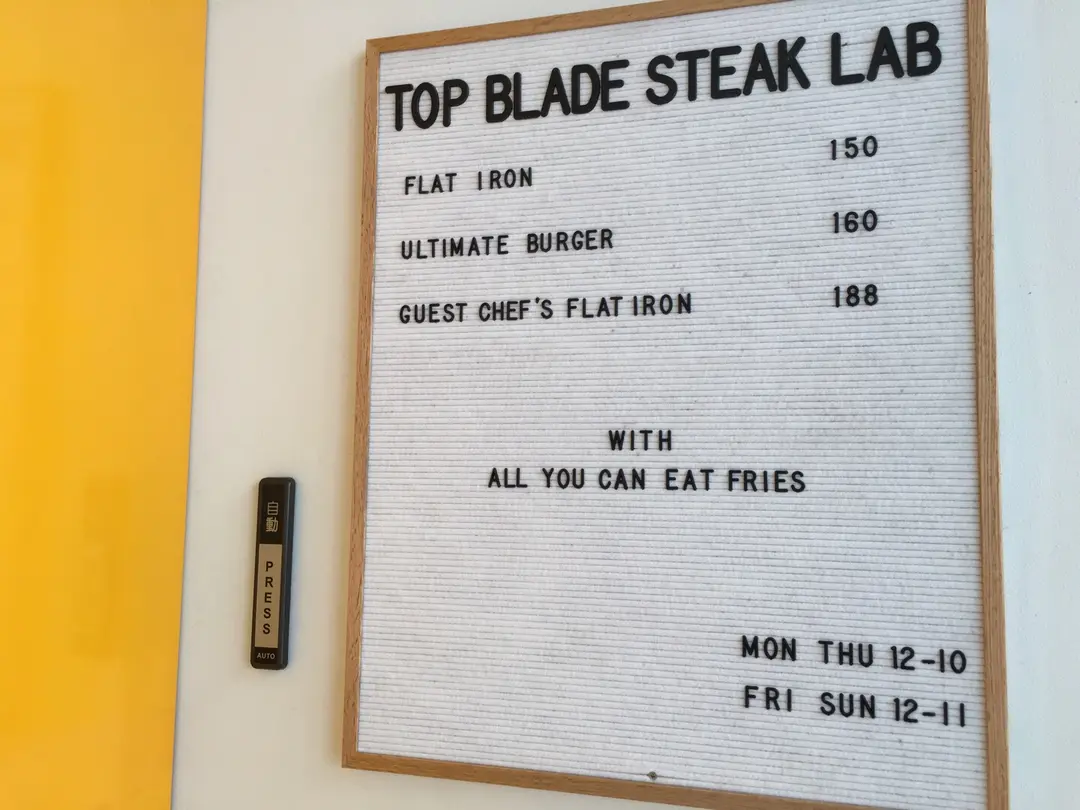 TOP BLADE STEAK LAB
FLAT IRON 150
ULTIMATE BURGER 160
GUEST CHEF'S FLAT IRON 188
WITH
ALL YOU CAN EAT FRIES
MON THU 12-10
FRI SUN 12-11
自動
PRESS
AUTO